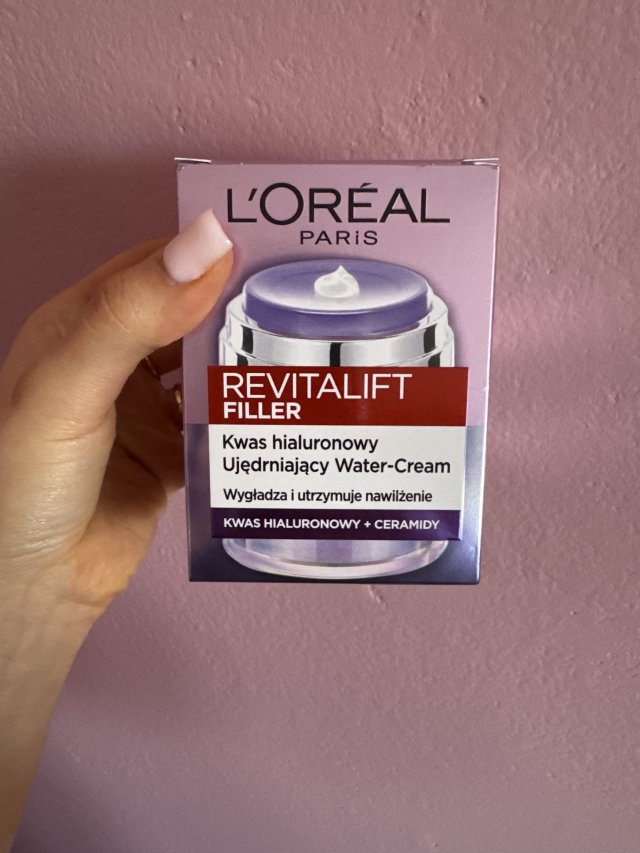 L'ORÉAL
PARiS
REVITALIFT
FILLER
Kwas hialuronowy
Ujędrniający Water-Cream
Wygładza i utrzymuje nawilżenie
KWAS HIALURONOWY + CERAMIDY